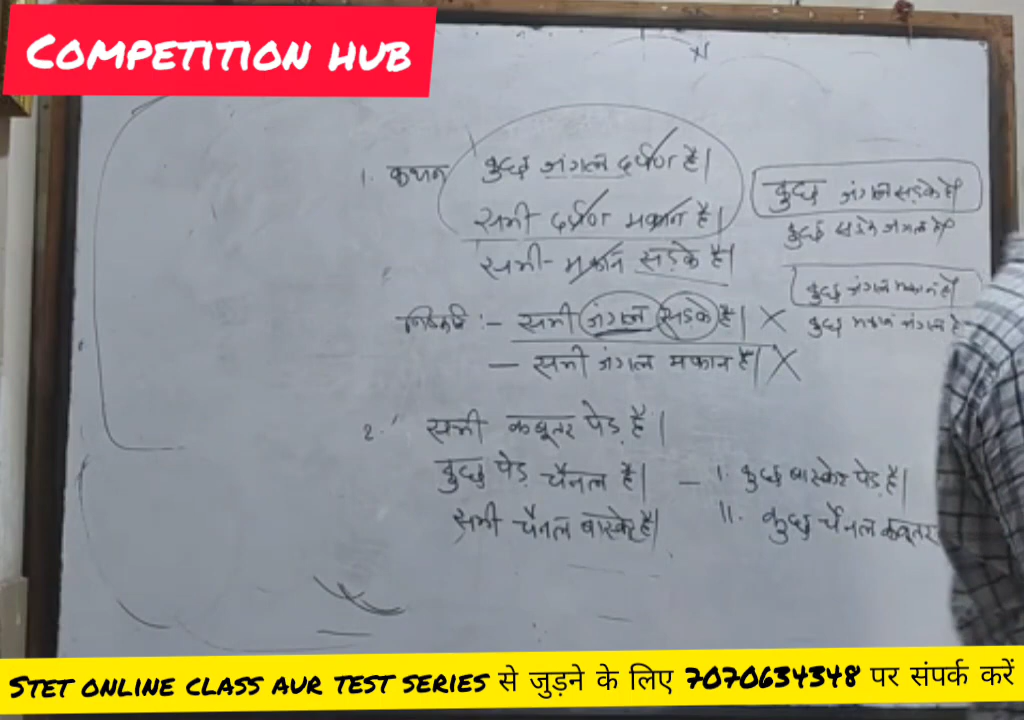 COMPETITION HUB
1. कथन कुछ जंगल दर्पण है।
सभी दर्पण मकान है।
सभी मकान सड़के है।
कुछ जंगल सड़के है।
कुछ सड़के जंगल है।
कुछ जंगल मकान है।
कुछ मकान जंगल है
निष्कर्ष :- सभी जंगल सड़के है। X
- सभी जंगल मकान है। X
2. सभी कबूतर पेड़ है।
कुछ पेड़ चैनल है। - I. कुछ बास्केट पेड़ है।
सभी चैनल बास्केट है। II. कुछ चैनल कबूतर
STET ONLINE CLASS AUR TEST SERIES से जुड़ने के लिए 7070634348 पर संपर्क करें